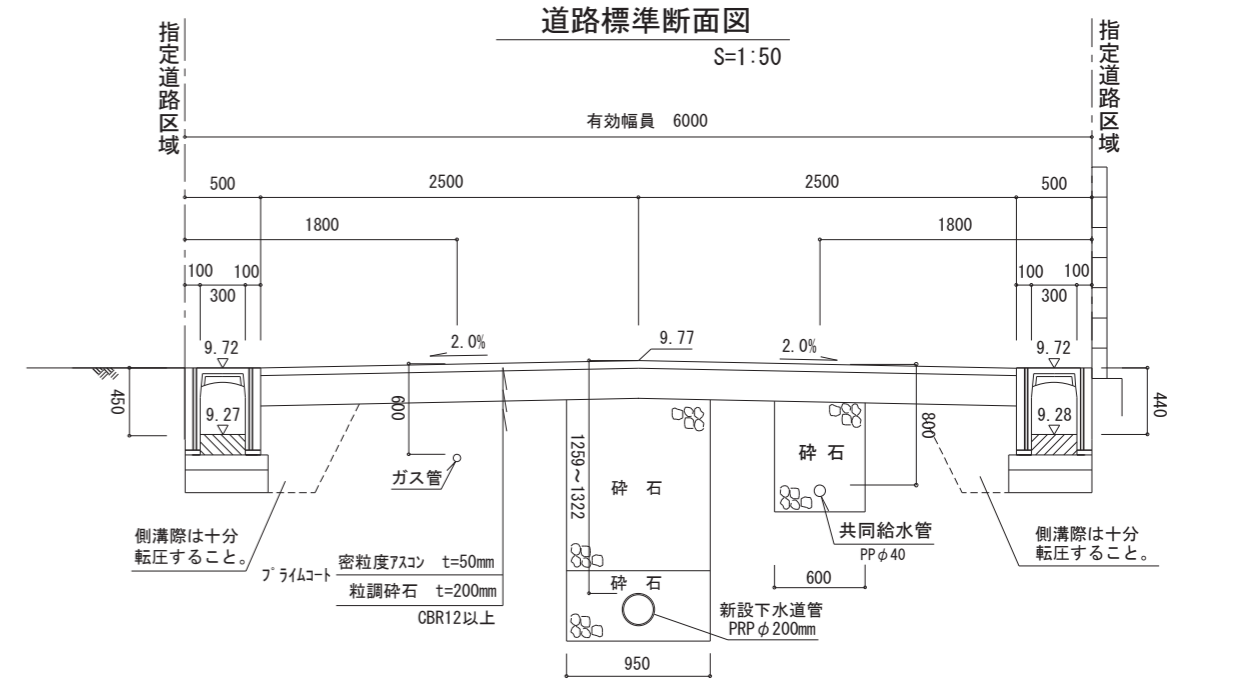 道路標準断面図
S=1:50
指定道路区域
指定道路区域
有効幅員 6000
500
2500
2500
500
1800
1800
100
100
300
100
100
300
9.72
2.0%
9.77
2.0%
9.72
450
9.27
600
1259~1322
800
9.28
440
砕 石
砕 石
ガス管
共同給水管
PPφ40
側溝際は十分
転圧すること。
側溝際は十分
転圧すること。
プライムコート
密粒度アスコン t=50mm
粒調砕石 t=200mm
CBR12以上
砕 石
600
新設下水道管
PRPφ200mm
950